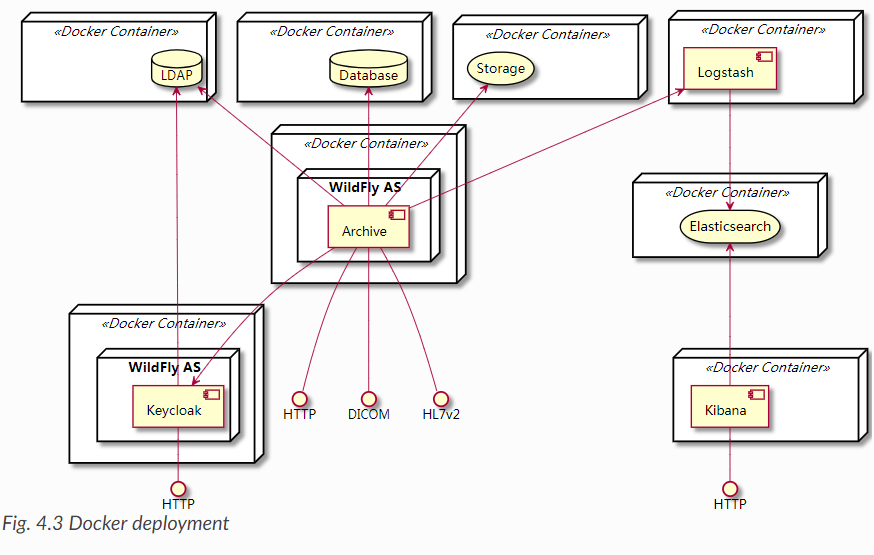 «Docker Container»
LDAP
«Docker Container»
Database
«Docker Container»
Storage
«Docker Container»
Logstash
«Docker Container»
WildFly AS
Archive
«Docker Container»
Elasticsearch
«Docker Container»
WildFly AS
Keycloak
HTTP
DICOM
HL7v2
«Docker Container»
Kibana
HTTP
HTTP
Fig. 4.3 Docker deployment